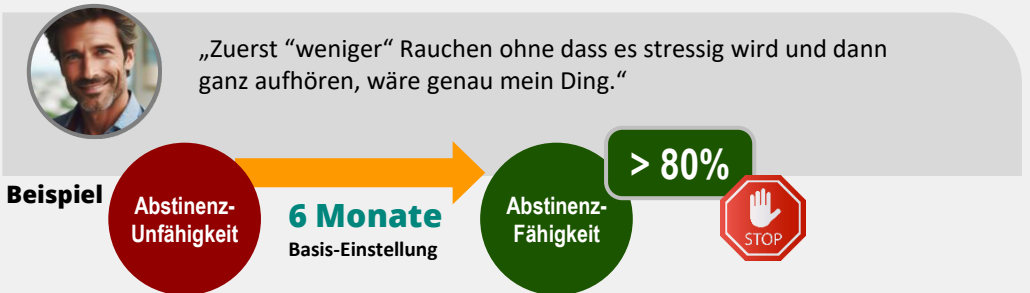 „Zuerst “weniger“ Rauchen ohne dass es stressig wird und dann
ganz aufhören, wäre genau mein Ding.“
> 80%
Beispiel
Abstinenz-
Unfähigkeit
6 Monate
Basis-Einstellung
Abstinenz-
Fähigkeit
STOP